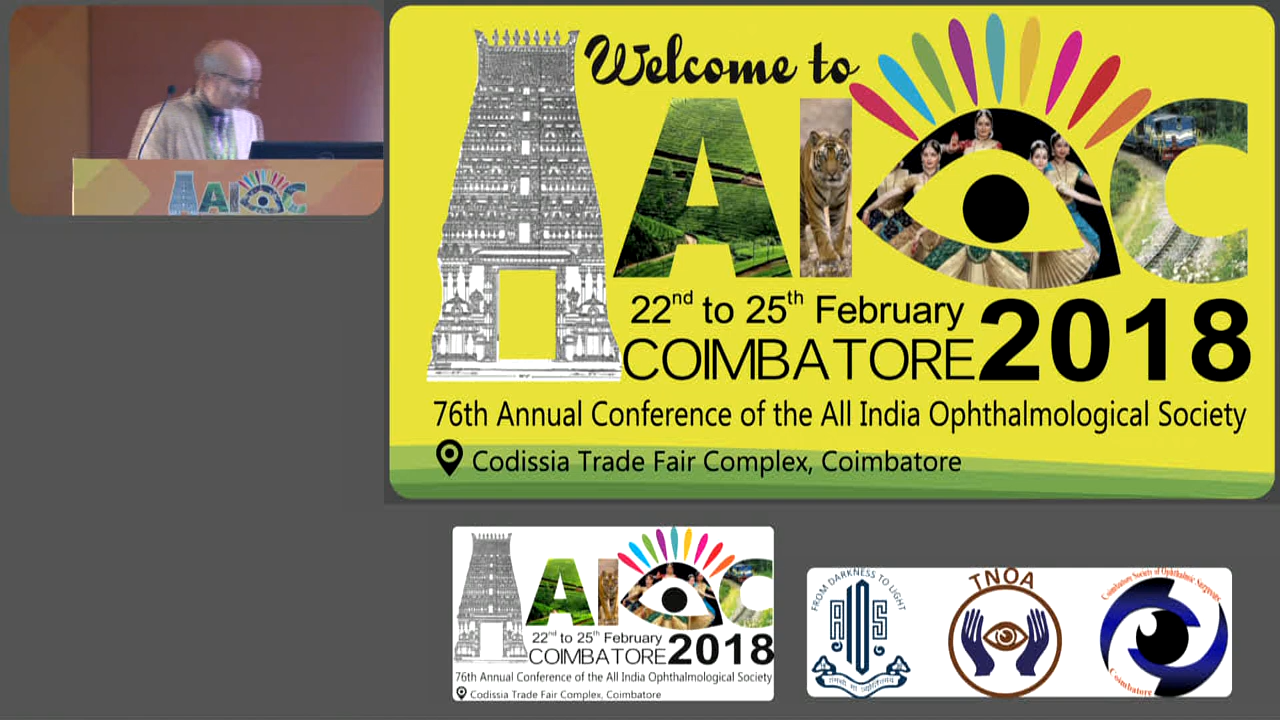 AIOC
Welcome to
AIOC
22nd to 25th February
COIMBATORE 2018
76th Annual Conference of the All India Ophthalmological Society
Codissia Trade Fair Complex, Coimbatore
AIOC
22nd to 25th February
COIMBATORE 2018
76th Annual Conference of the All India Ophthalmological Society
Codissia Trade Fair Complex, Coimbatore
FROM DARKNESS TO LIGHT
AIOS
TNOA
Coimbatore Society of Ophthalmic Surgeons
Coimbatore